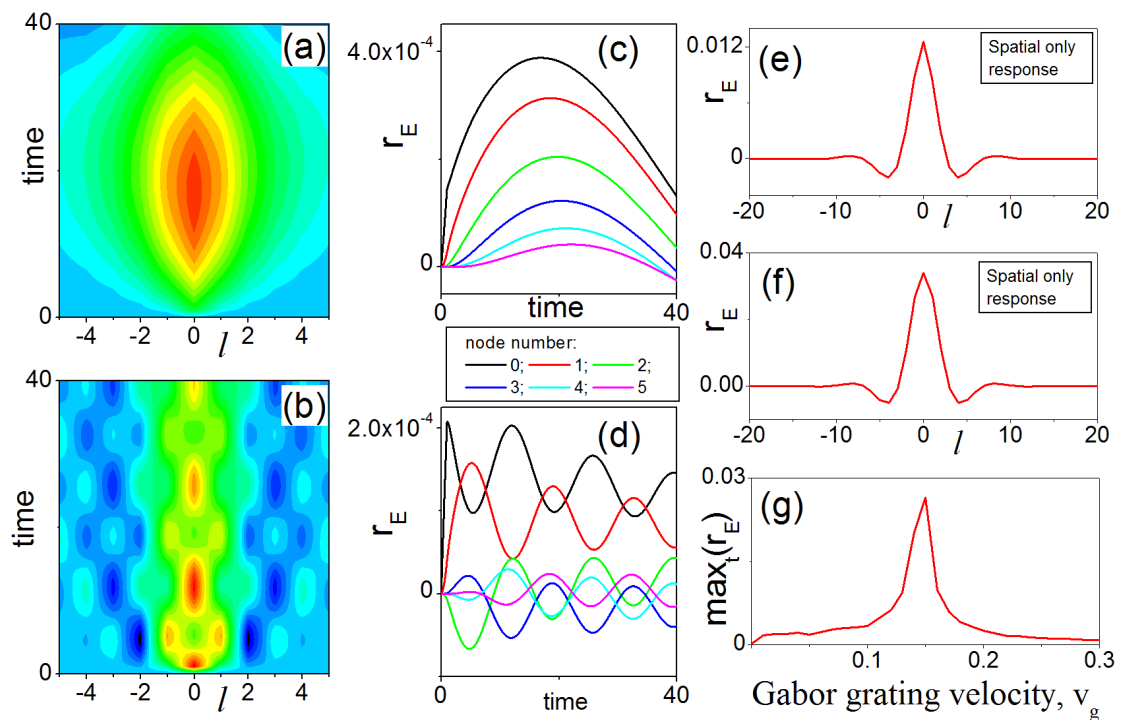 40
(a)
time
0
-4
-2
0
2
4
l
40
(b)
time
0
-4
-2
0
2
4
l
4.0x10-4
(c)
rE
0
0
time
40
node number:
0; 1; 2;
3; 4; 5
2.0x10-4
(d)
rE
0
0
time
40
0.012
(e)
Spatial only
response
rE
0
-20
-10
0
10
20
l
0.04
(f)
Spatial only
response
rE
0.00
-20
-10
0
10
20
l
0.03
(g)
maxt(rE)
0
0.1
0.2
0.3
Gabor grating velocity, vg